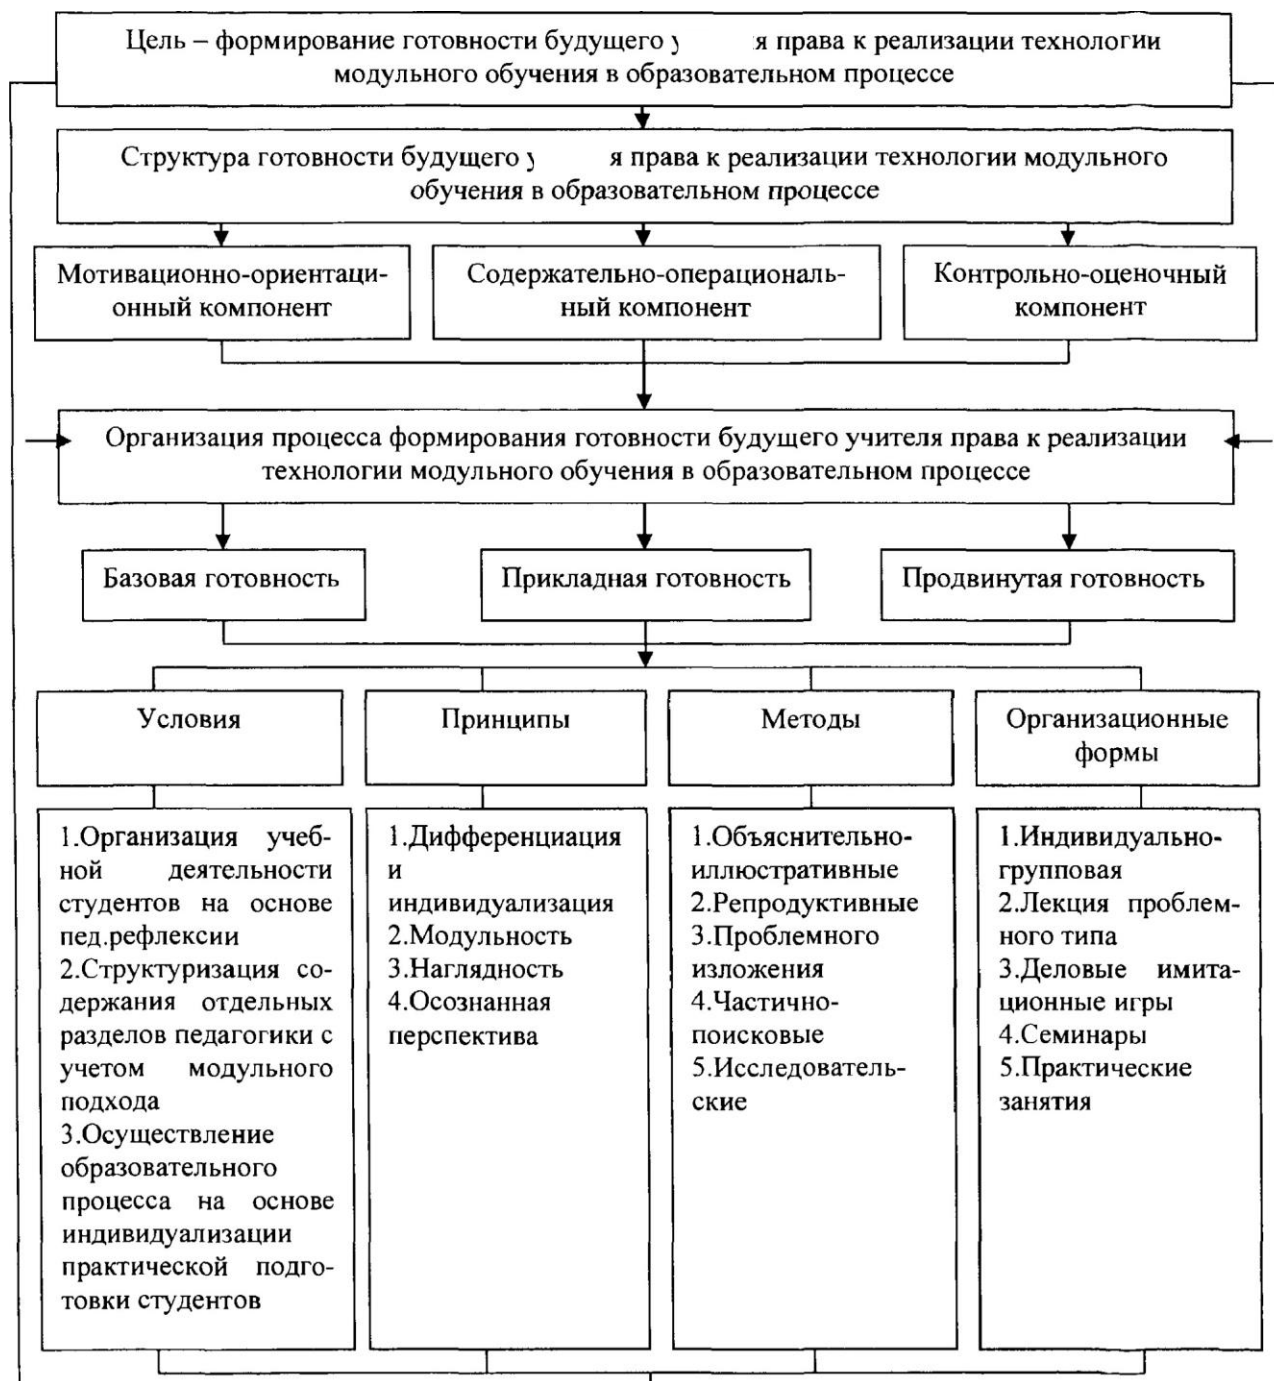 Цель – формирование готовности будущего у я права к реализации технологии
модульного обучения в образовательном процессе
Структура готовности будущего у я права к реализации технологии модульного
обучения в образовательном процессе
Мотивационно-ориентаци-
онный компонент
Содержательно-операциональ-
ный компонент
Контрольно-оценочный
компонент
Организация процесса формирования готовности будущего учителя права к реализации
технологии модульного обучения в образовательном процессе
Базовая готовность
Прикладная готовность
Продвинутая готовность
Условия
Принципы
Методы
Организационные
формы
1.Организация учеб-
ной деятельности
студентов на основе
пед.рефлексии
2.Структуризация со-
держания отдельных
разделов педагогики с
учетом модульного
подхода
3.Осуществление
образовательного
процесса на основе
индивидуализации
практической подго-
товки студентов
1.Дифференциация
и
индивидуализация
2.Модульность
3.Наглядность
4.Осознанная
перспектива
1.Объяснительно-
иллюстративные
2.Репродуктивные
3.Проблемного
изложения
4.Частично-
поисковые
5.Исследователь-
ские
1.Индивидуально-
групповая
2.Лекция проблем-
ного типа
3.Деловые имита-
ционные игры
4.Семинары
5.Практические
занятия